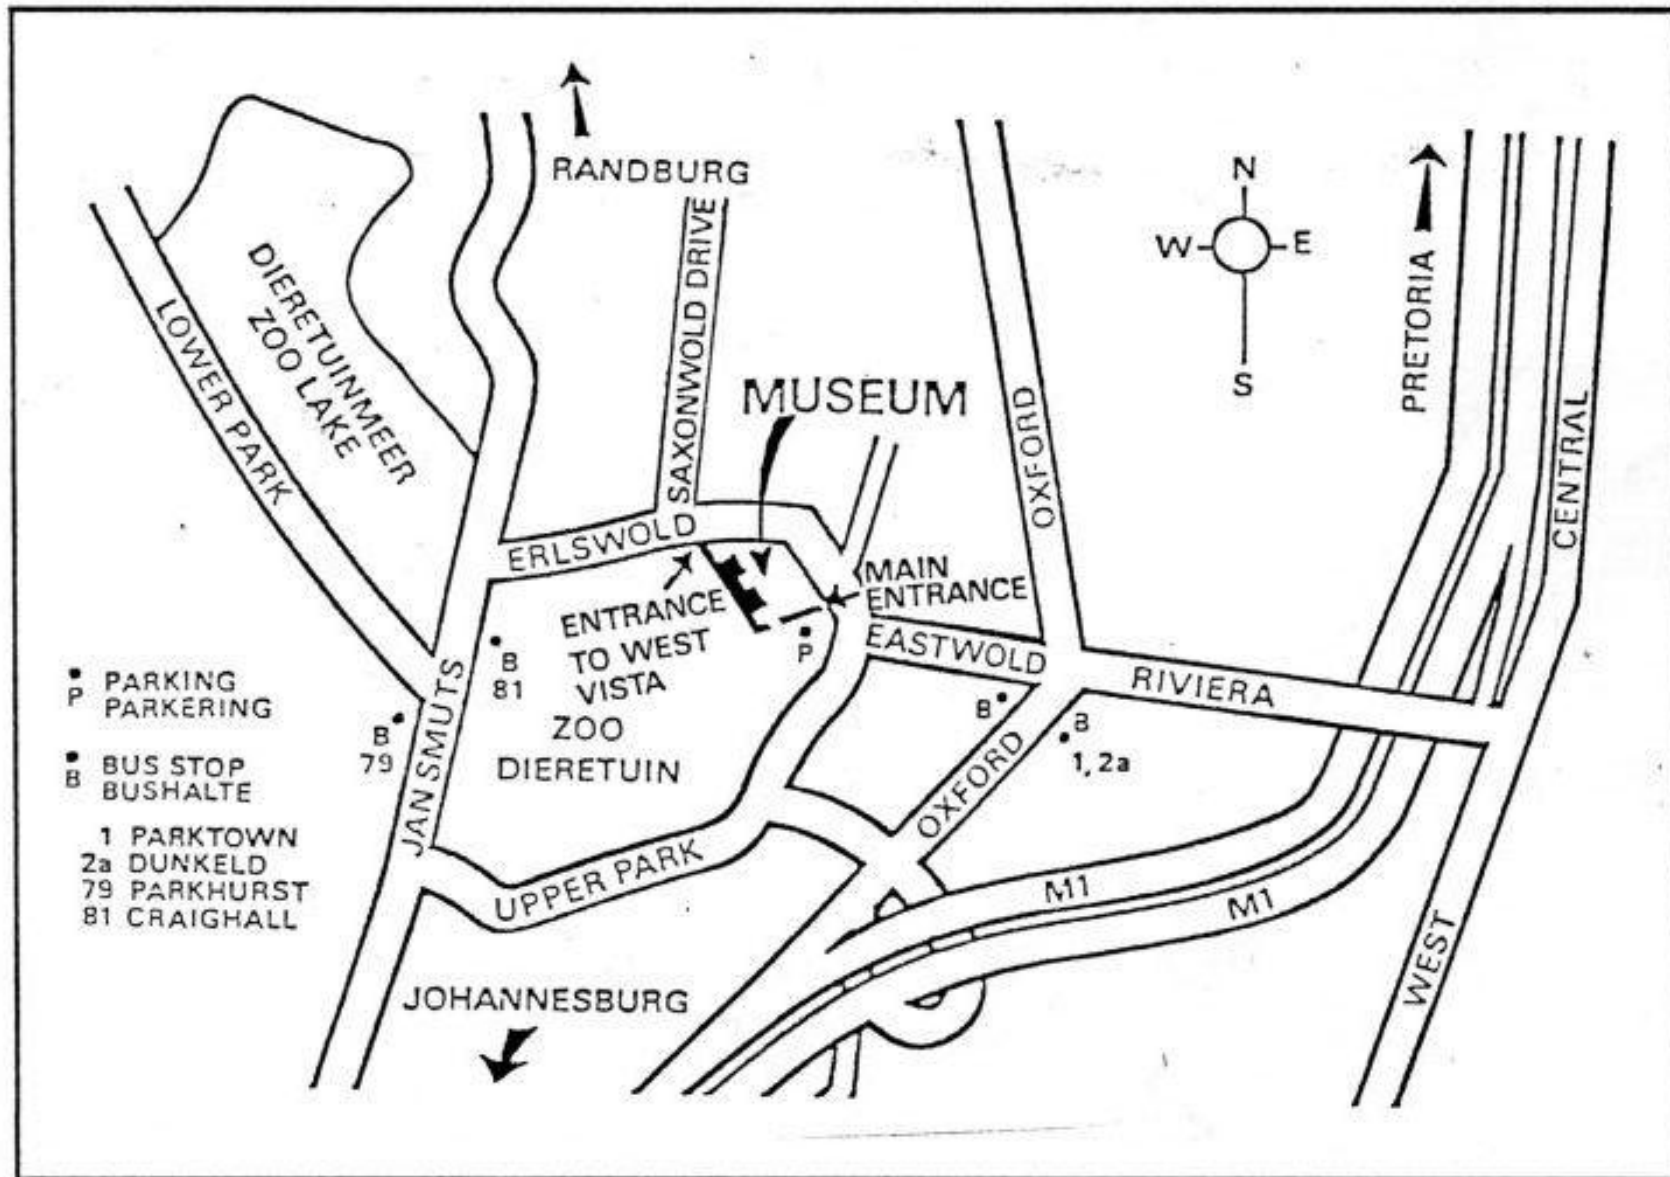 RANDBURG
N
W E
S
PRETORIA
DIERETUINMEER
ZOO LAKE
LOWER PARK
SAXONWOLD DRIVE
MUSEUM
OXFORD
CENTRAL
ERLSWOLD
MAIN
ENTRANCE
ENTRANCE
TO WEST
VISTA
P
EASTWOLD
RIVIERA
B
81
B
79
JAN SMUTS
ZOO
DIERETUIN
B
B
1, 2a
OXFORD
P PARKING
PARKERING
B BUS STOP
BUSHALTE
1 PARKTOWN
2a DUNKELD
79 PARKHURST
81 CRAIGHALL
UPPER PARK
M1
M1
WEST
JOHANNESBURG